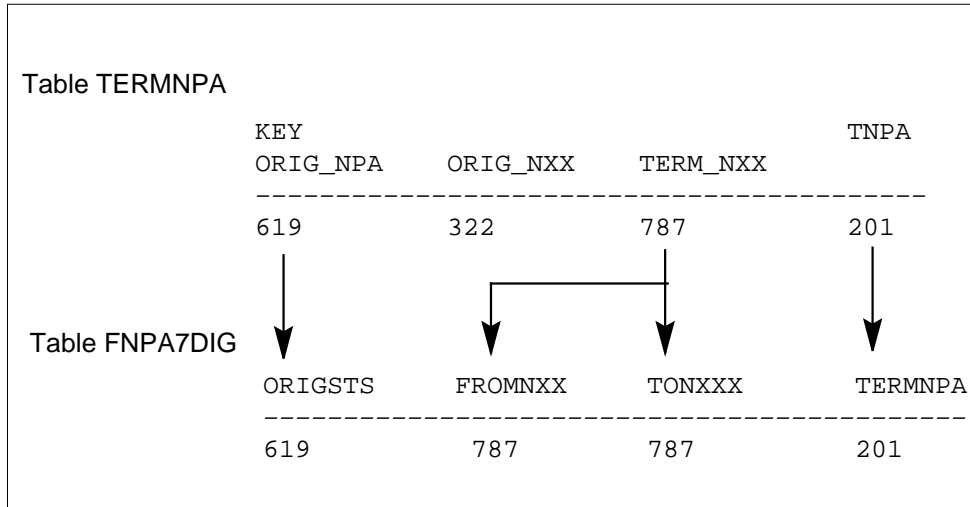 Table TERMNPA
KEY TNPA
ORIG_NPA ORIG_NXX TERM_NXX
619 322 787 201
Table FNPA7DIG
ORIGSTS FROMNXX TONXXX TERMNPA
619 787 787 201